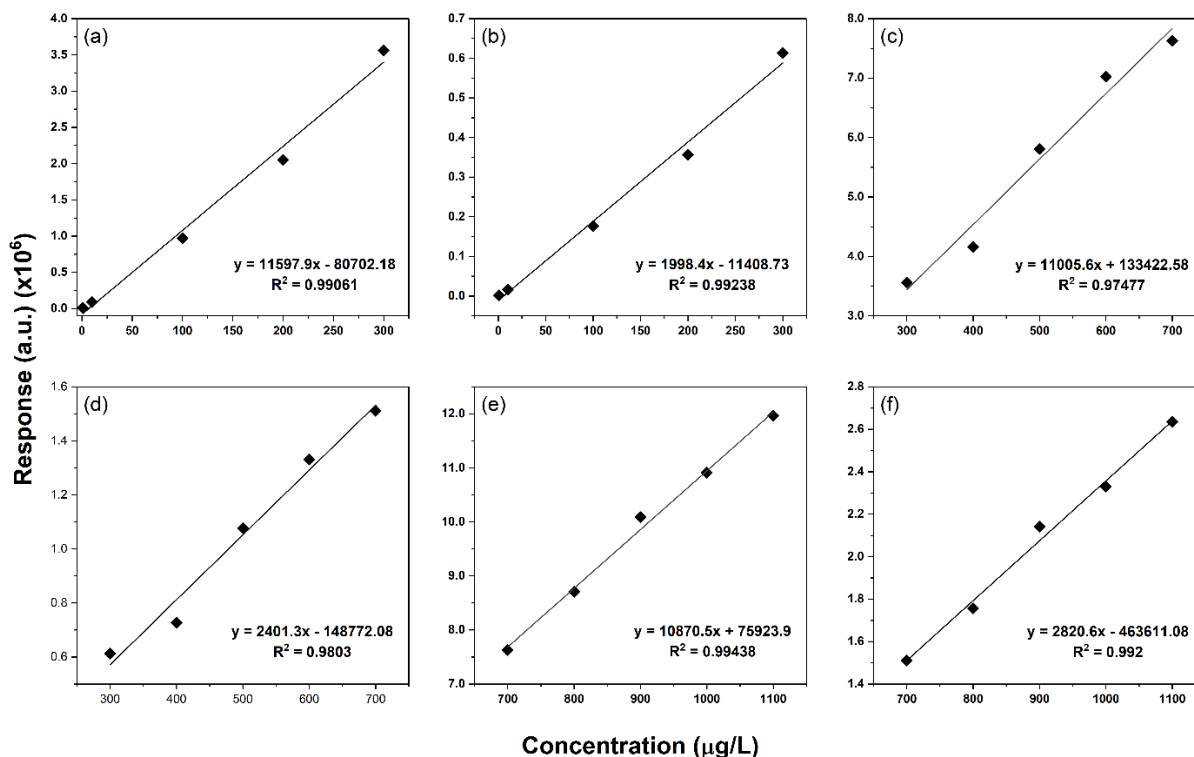 Response (a.u.) (x10⁶)
(a)
4.0
3.5
3.0
2.5
2.0
1.5
1.0
0.5
0.0
y = 11597.9x - 80702.18
R² = 0.99061
0 50 100 150 200 250 300
(b)
0.7
0.6
0.5
0.4
0.3
0.2
0.1
0.0
y = 1998.4x - 11408.73
R² = 0.99238
0 50 100 150 200 250 300
(c)
8.0
7.0
6.0
5.0
4.0
3.0
y = 11005.6x + 133422.58
R² = 0.97477
300 400 500 600 700
(d)
1.6
1.4
1.2
1.0
0.8
0.6
y = 2401.3x - 148772.08
R² = 0.9803
300 400 500 600 700
(e)
12.0
11.0
10.0
9.0
8.0
7.0
y = 10870.5x + 75923.9
R² = 0.99438
700 800 900 1000 1100
(f)
2.8
2.6
2.4
2.2
2.0
1.8
1.6
1.4
y = 2820.6x - 463611.08
R² = 0.992
700 800 900 1000 1100
Concentration (μg/L)